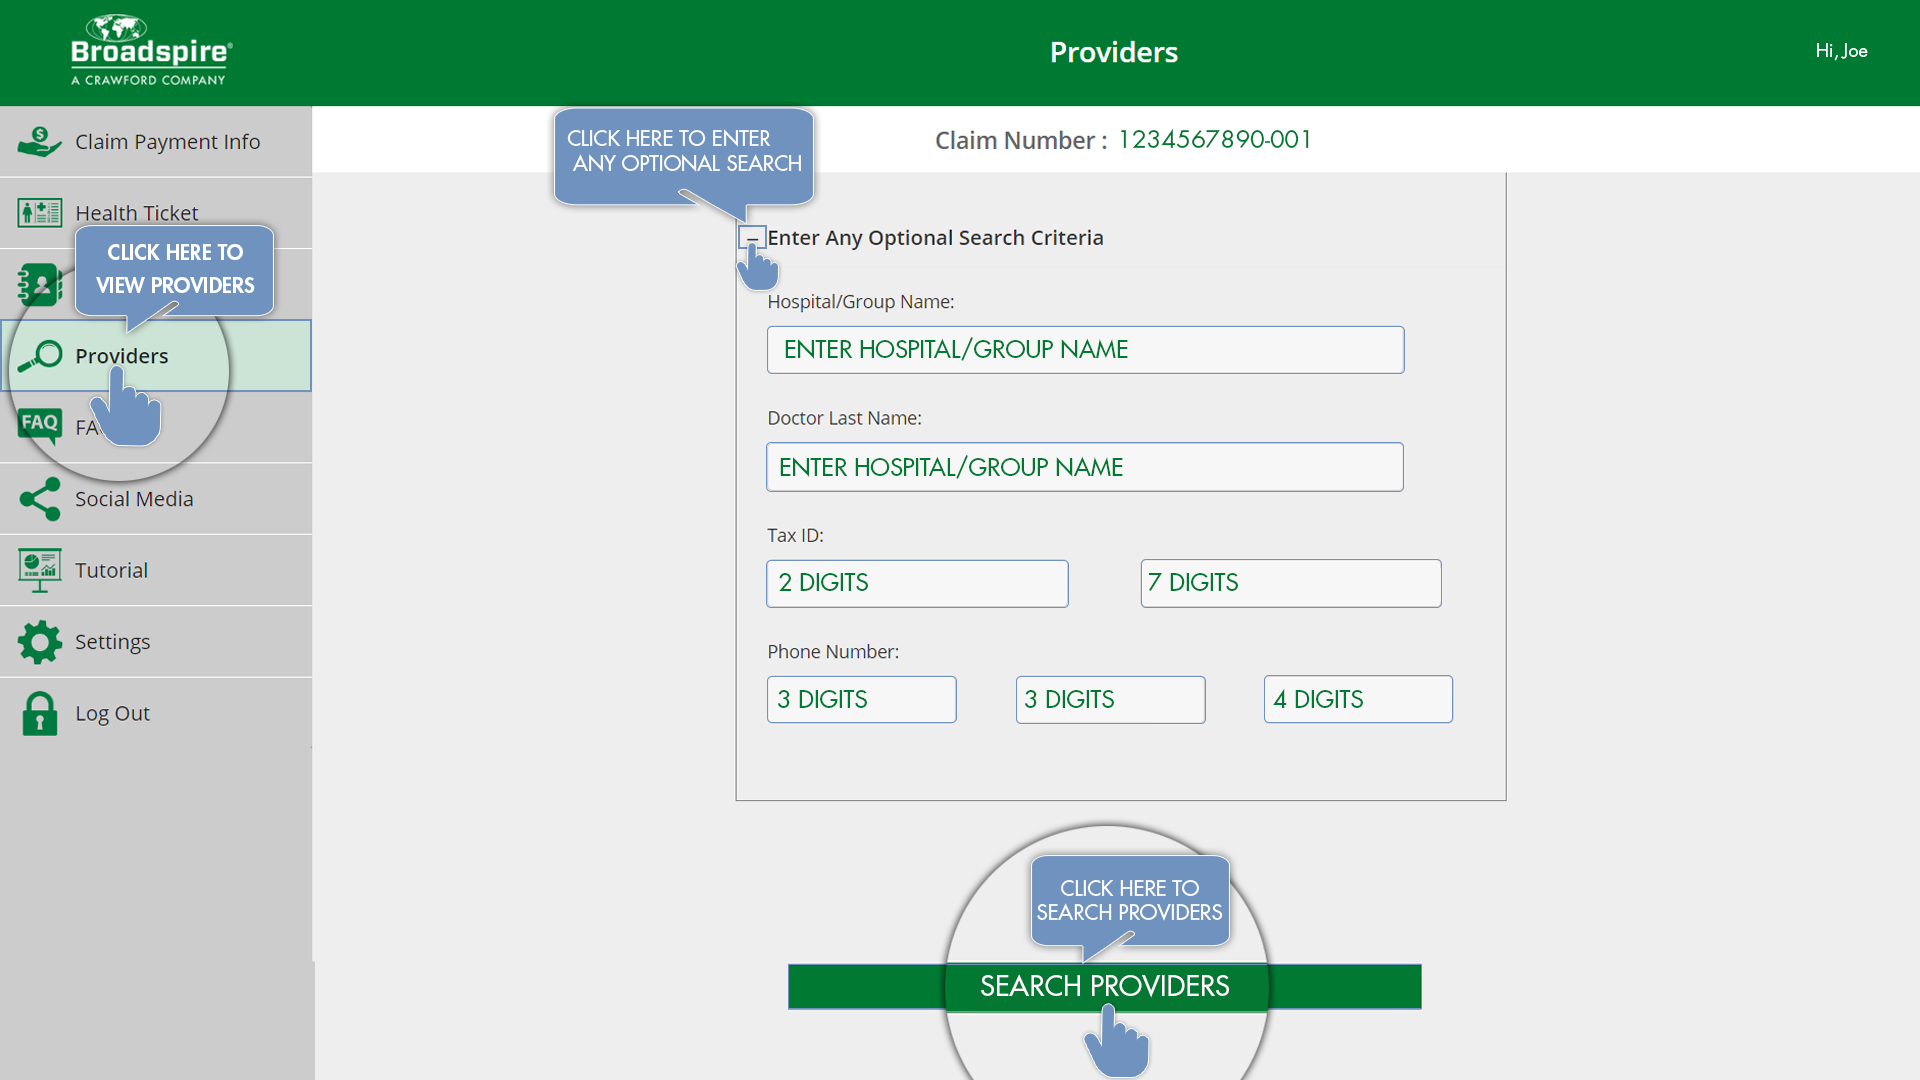 Broadspire®
A CRAWFORD COMPANY
Providers
Hi, Joe
Claim Payment Info
Health Ticket
CLICK HERE TO
VIEW PROVIDERS
Providers
FAQ
FA
Social Media
Tutorial
Settings
Log Out
CLICK HERE TO ENTER
ANY OPTIONAL SEARCH
Claim Number : 1234567890-001
Enter Any Optional Search Criteria
Hospital/Group Name:
ENTER HOSPITAL/GROUP NAME
Doctor Last Name:
ENTER HOSPITAL/GROUP NAME
Tax ID:
2 DIGITS 7 DIGITS
Phone Number:
3 DIGITS 3 DIGITS 4 DIGITS
CLICK HERE TO
SEARCH PROVIDERS
SEARCH PROVIDERS